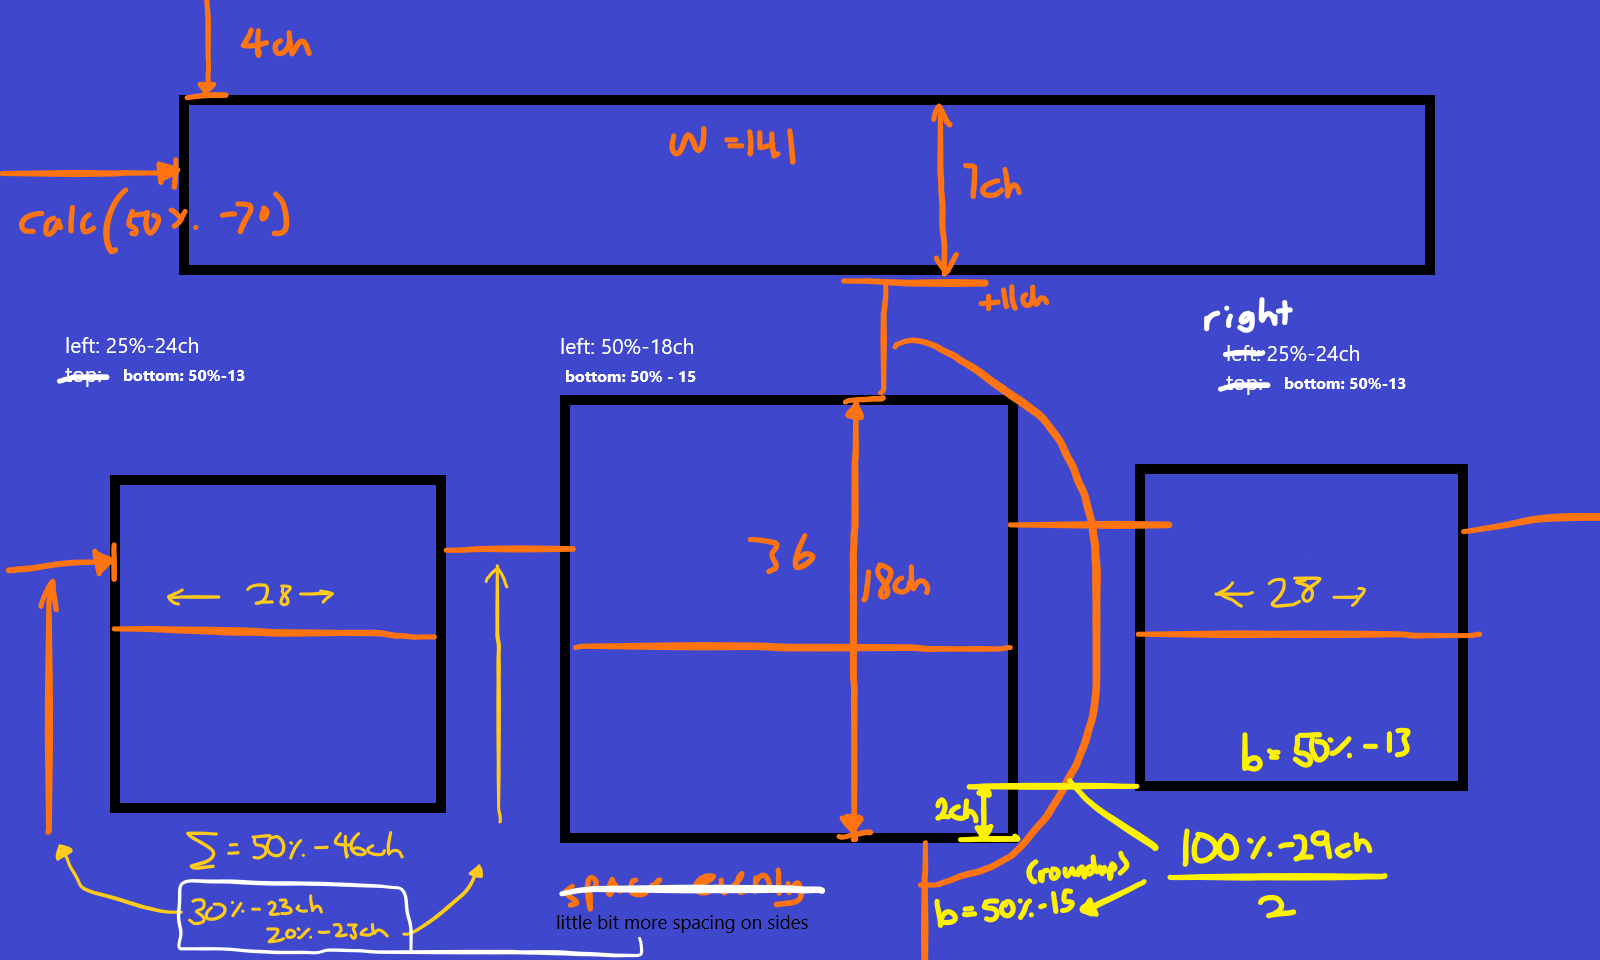 4ch
w = 141
7ch
calc(50% - 70)
+11ch
right
left: 25%-24ch
top: bottom: 50%-13
left: 50%-18ch
bottom: 50% - 15
left: 25%-24ch
top: bottom: 50%-13
36
18ch
← 28 →
← 28 →
b = 50% - 13
2ch
Σ = 50% - 46ch
30% - 23ch
20% - 23ch
space evenly
little bit more spacing on sides
(roundup)
b = 50% - 15
100% - 29ch
2